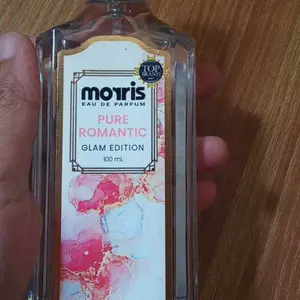 morris
EAU DE PARFUM
PURE
ROMANTIC
GLAM EDITION
100 mL
TOP
BRAND